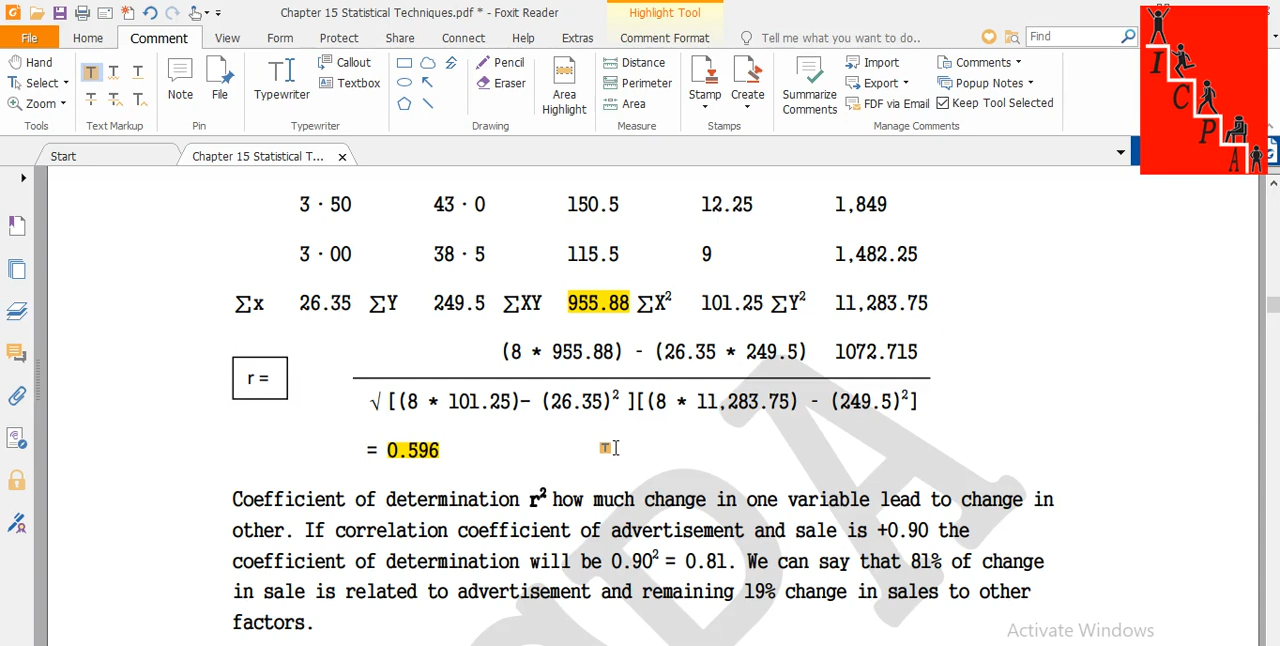 Chapter 15 Statistical Techniques.pdf * - Foxit Reader
Highlight Tool
File Home Comment View Form Protect Share Connect Help Extras Comment Format Tell me what you want to do.. Find
Hand
Select
Zoom
Tools
Text Markup
Note
File
Pin
Typewriter
Callout
Textbox
Typewriter
Pencil
Eraser
Drawing
Area
Highlight
Distance
Perimeter
Area
Measure
Stamp
Create
Stamps
Summarize
Comments
Import
Export
FDF via Email
Comments
Popup Notes
Keep Tool Selected
Manage Comments
I
C
P
A
Start
Chapter 15 Statistical T...
3 · 50 43 · 0 150.5 12.25 1,849
3 · 00 38 · 5 115.5 9 1,482.25
∑x 26.35 ∑Y 249.5 ∑XY 955.88 ∑X² 101.25 ∑Y² 11,283.75
(8 * 955.88) - (26.35 * 249.5) 1072.715
r =
√ [(8 * 101.25)- (26.35)² ][(8 * 11,283.75) - (249.5)²]
= 0.596
Coefficient of determination r² how much change in one variable lead to change in
other. If correlation coefficient of advertisement and sale is +0.90 the
coefficient of determination will be 0.90² = 0.81. We can say that 81% of change
in sale is related to advertisement and remaining 19% change in sales to other
factors.
Activate Windows